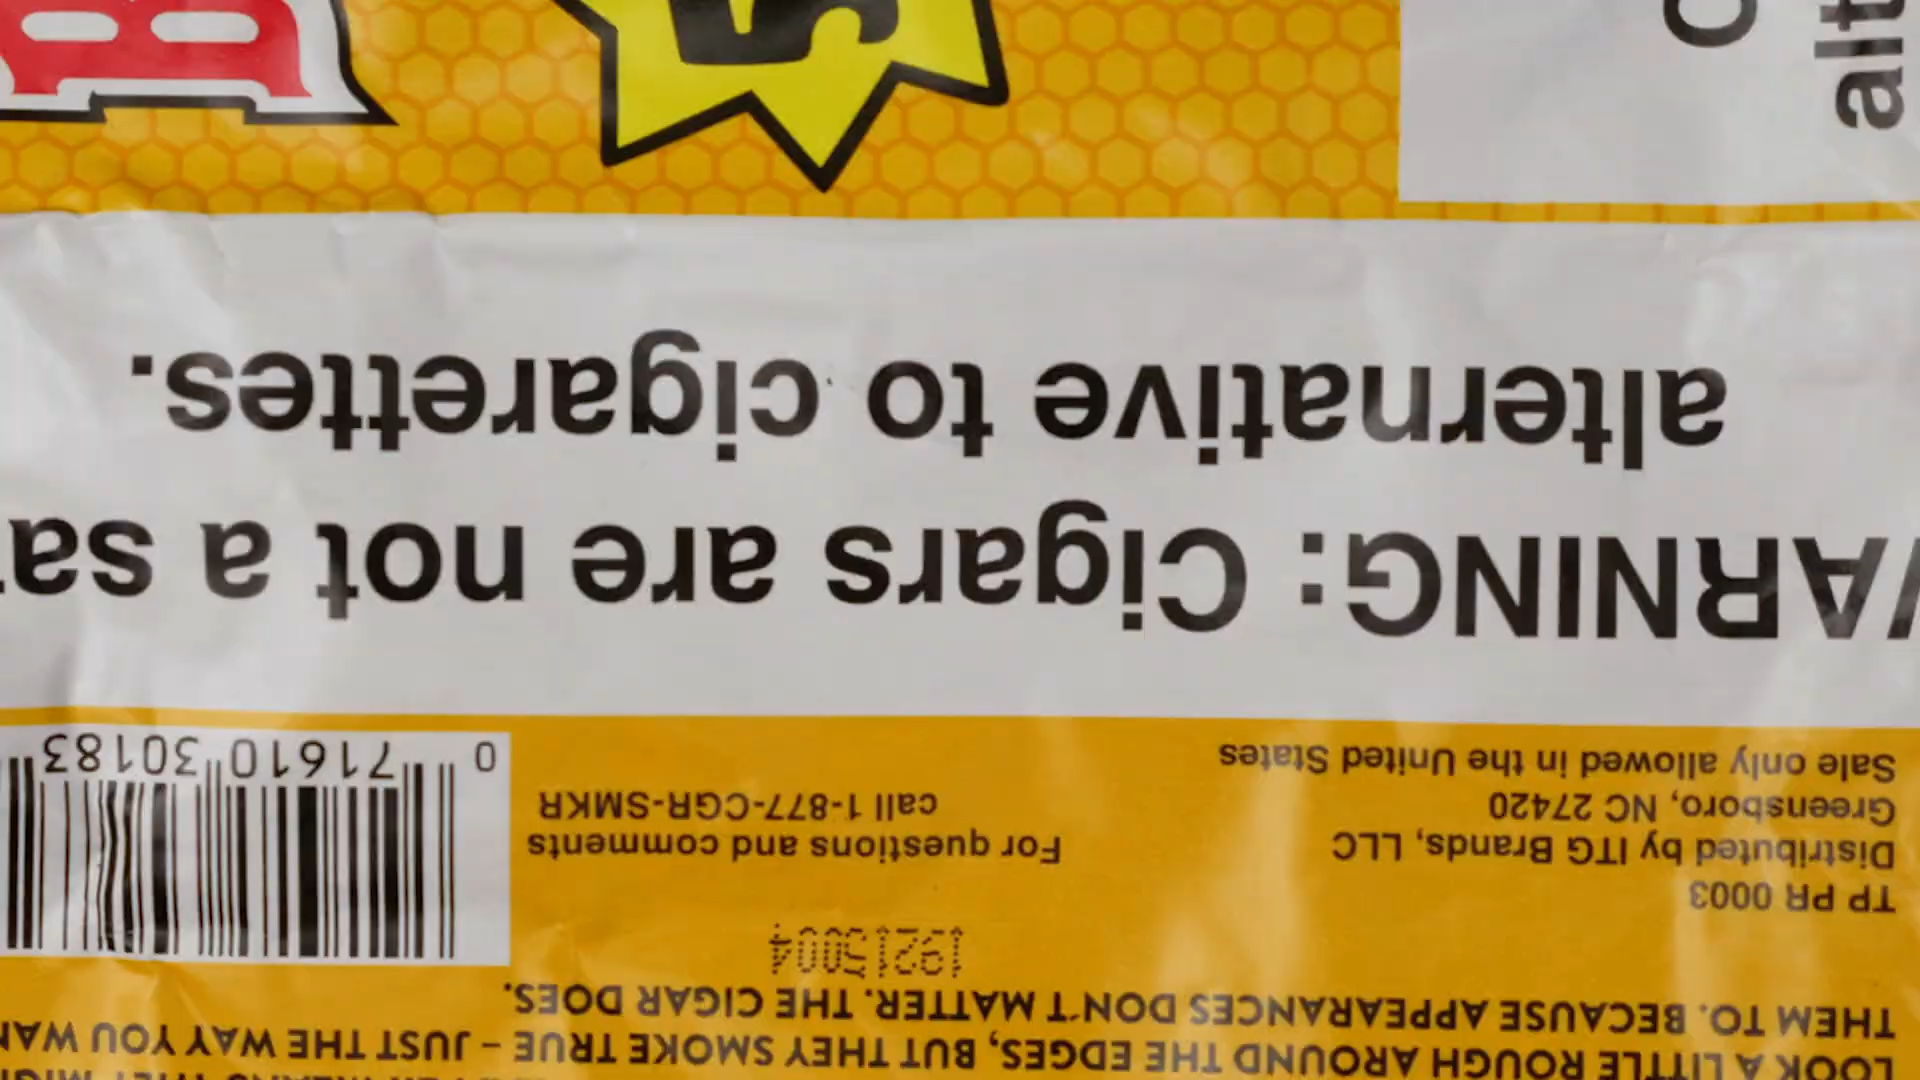 LOOK A LITTLE ROUGH AROUND THE EDGES, BUT THEY SMOKE TRUE – JUST THE WAY YOU
THEM TO. BECAUSE APPEARANCES DON'T MATTER. THE CIGAR DOES.
19215004
TP PR 0003
Distributed by ITG Brands, LLC
Greensboro, NC 27420
Sale only allowed in the United States
For questions and comments
call 1-877-CGR-SMKR
0 71610 30183
ARNING: Cigars are not a sa
alternative to cigarettes.
alt